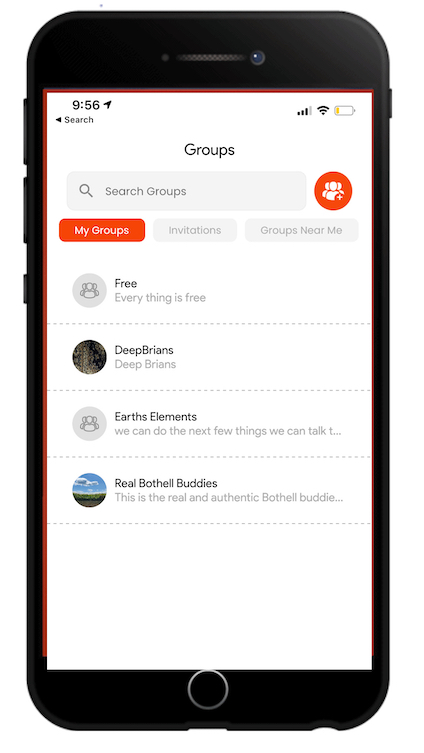 9:56
Search
Groups
Search Groups
My Groups Invitations Groups Near Me
Free
Every thing is free
DeepBrians
Deep Brians
Earths Elements
we can do the next few things we can talk t...
Real Bothell Buddies
This is the real and authentic Bothell buddie...